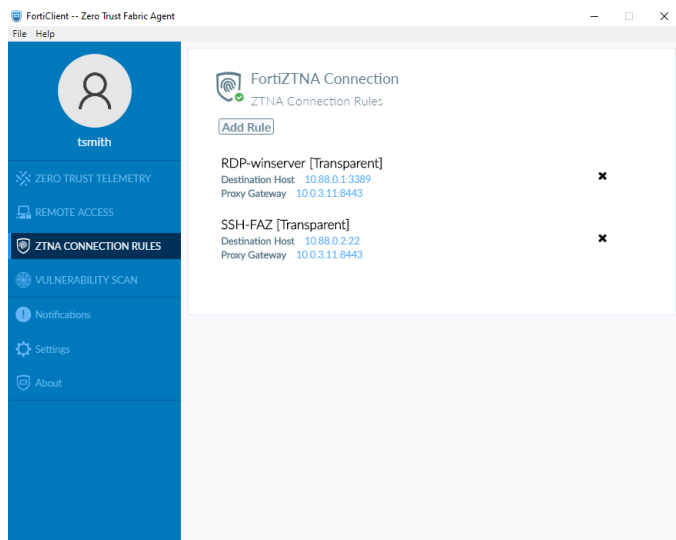 FortiClient -- Zero Trust Fabric Agent
File Help
tsmith
ZERO TRUST TELEMETRY
REMOTE ACCESS
ZTNA CONNECTION RULES
VULNERABILITY SCAN
Notifications
Settings
About
FortiZTNA Connection
ZTNA Connection Rules
Add Rule
RDP-winserver [Transparent]
Destination Host 10.88.0.1:3389
Proxy Gateway 10.0.3.11:8443
SSH-FAZ [Transparent]
Destination Host 10.88.0.2:22
Proxy Gateway 10.0.3.11:8443